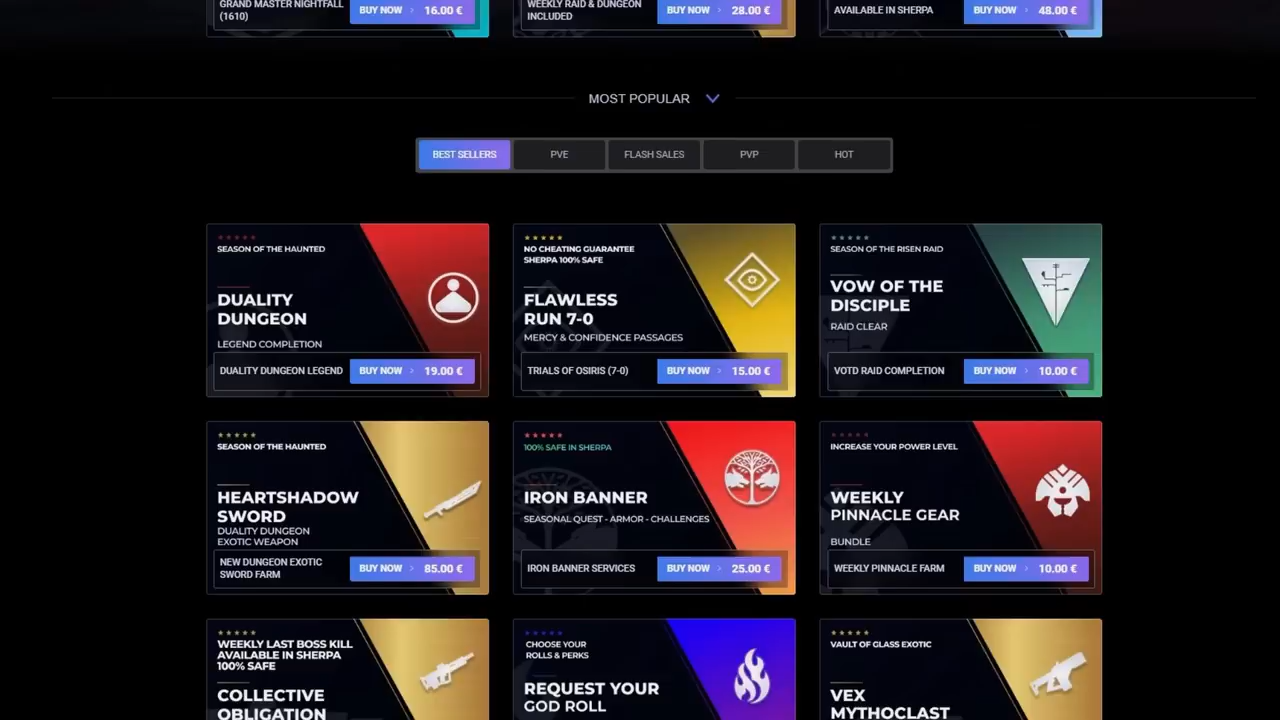 GRAND MASTER NIGHTFALL
(1610)
BUY NOW > 16.00 €
WEEKLY RAID & DUNGEON
INCLUDED
BUY NOW > 28.00 €
AVAILABLE IN SHERPA
BUY NOW > 48.00 €
MOST POPULAR
BEST SELLERS
PVE
FLASH SALES
PVP
HOT
SEASON OF THE HAUNTED
DUALITY
DUNGEON
LEGEND COMPLETION
DUALITY DUNGEON LEGEND
BUY NOW > 19.00 €
NO CHEATING GUARANTEE
SHERPA 100% SAFE
FLAWLESS
RUN 7-0
MERCY & CONFIDENCE PASSAGES
TRIALS OF OSIRIS (7-0)
BUY NOW > 15.00 €
SEASON OF THE RISEN RAID
VOW OF THE
DISCIPLE
RAID CLEAR
VOTD RAID COMPLETION
BUY NOW > 10.00 €
SEASON OF THE HAUNTED
HEARTSHADOW
SWORD
DUALITY DUNGEON
EXOTIC WEAPON
NEW DUNGEON EXOTIC
SWORD FARM
BUY NOW > 85.00 €
100% SAFE IN SHERPA
IRON BANNER
SEASONAL QUEST - ARMOR - CHALLENGES
IRON BANNER SERVICES
BUY NOW > 25.00 €
INCREASE YOUR POWER LEVEL
WEEKLY
PINNACLE GEAR
BUNDLE
WEEKLY PINNACLE FARM
BUY NOW > 10.00 €
WEEKLY LAST BOSS KILL
AVAILABLE IN SHERPA
100% SAFE
COLLECTIVE
OBLIGATION
CHOOSE YOUR
ROLLS & PERKS
REQUEST YOUR
GOD ROLL
VAULT OF GLASS EXOTIC
VEX
MYTHOCLAST